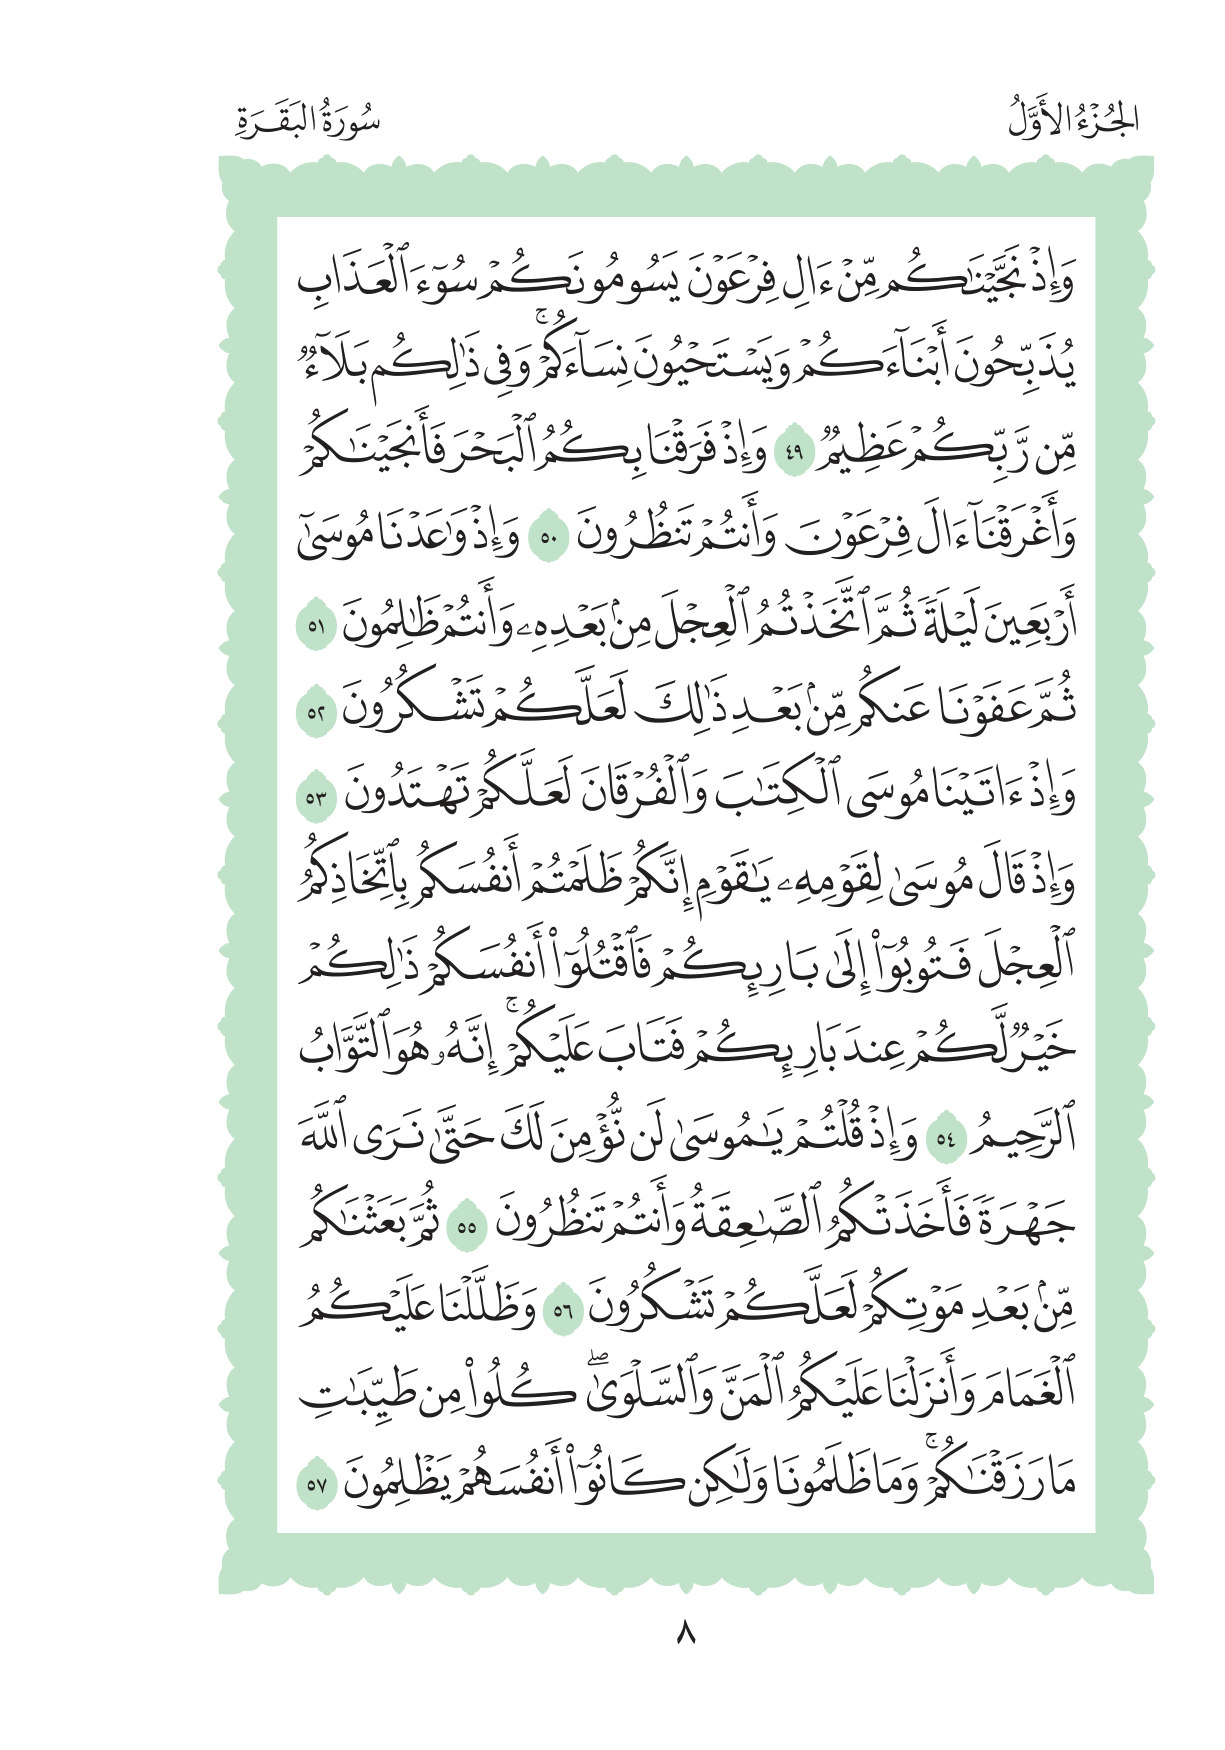 الجُزْءُ الأَوَّلُ
سُورَةُ البَقَرَةِ
وَإِذۡ نَجَّيۡنَٰكُم مِّنۡ ءَالِ فِرۡعَوۡنَ يَسُومُونَكُمۡ سُوٓءَ ٱلۡعَذَابِ
يُذَبِّحُونَ أَبۡنَآءَكُمۡ وَيَسۡتَحۡيُونَ نِسَآءَكُمۡۚ وَفِي ذَٰلِكُم بَلَآءٞ
مِّن رَّبِّكُمۡ عَظِيمٞ ٤٩ وَإِذۡ فَرَقۡنَا بِكُمُ ٱلۡبَحۡرَ فَأَنجَيۡنَٰكُمۡ
وَأَغۡرَقۡنَآ ءَالَ فِرۡعَوۡنَ وَأَنتُمۡ تَنظُرُونَ ٥٠ وَإِذۡ وَٰعَدۡنَا مُوسَىٰٓ
أَرۡبَعِينَ لَيۡلَةٗ ثُمَّ ٱتَّخَذۡتُمُ ٱلۡعِجۡلَ مِنۢ بَعۡدِهِۦ وَأَنتُمۡ ظَٰلِمُونَ ٥١
ثُمَّ عَفَوۡنَا عَنكُم مِّنۢ بَعۡدِ ذَٰلِكَ لَعَلَّكُمۡ تَشۡكُرُونَ ٥٢
وَإِذۡ ءَاتَيۡنَا مُوسَى ٱلۡكِتَٰبَ وَٱلۡفُرۡقَانَ لَعَلَّكُمۡ تَهۡتَدُونَ ٥٣
وَإِذۡ قَالَ مُوسَىٰ لِقَوۡمِهِۦ يَٰقَوۡمِ إِنَّكُمۡ ظَلَمۡتُمۡ أَنفُسَكُم بِٱتِّخَاذِكُمُ
ٱلۡعِجۡلَ فَتُوبُوٓاْ إِلَىٰ بَارِئِكُمۡ فَٱقۡتُلُوٓاْ أَنفُسَكُمۡ ذَٰلِكُمۡ
خَيۡرٞ لَّكُمۡ عِندَ بَارِئِكُمۡ فَتَابَ عَلَيۡكُمۡۚ إِنَّهُۥ هُوَ ٱلتَّوَّابُ
ٱلرَّحِيمُ ٥٤ وَإِذۡ قُلۡتُمۡ يَٰمُوسَىٰ لَن نُّؤۡمِنَ لَكَ حَتَّىٰ نَرَى ٱللَّهَ
جَهۡرَةٗ فَأَخَذَتۡكُمُ ٱلصَّٰعِقَةُ وَأَنتُمۡ تَنظُرُونَ ٥٥ ثُمَّ بَعَثۡنَٰكُم
مِّنۢ بَعۡدِ مَوۡتِكُمۡ لَعَلَّكُمۡ تَشۡكُرُونَ ٥٦ وَظَلَّلۡنَا عَلَيۡكُمُ
ٱلۡغَمَامَ وَأَنزَلۡنَا عَلَيۡكُمُ ٱلۡمَنَّ وَٱلسَّلۡوَىٰۖ كُلُواْ مِن طَيِّبَٰتِ
مَا رَزَقۡنَٰكُمۡۚ وَمَا ظَلَمُونَا وَلَٰكِن كَانُوٓاْ أَنفُسَهُمۡ يَظۡلِمُونَ ٥٧
٨